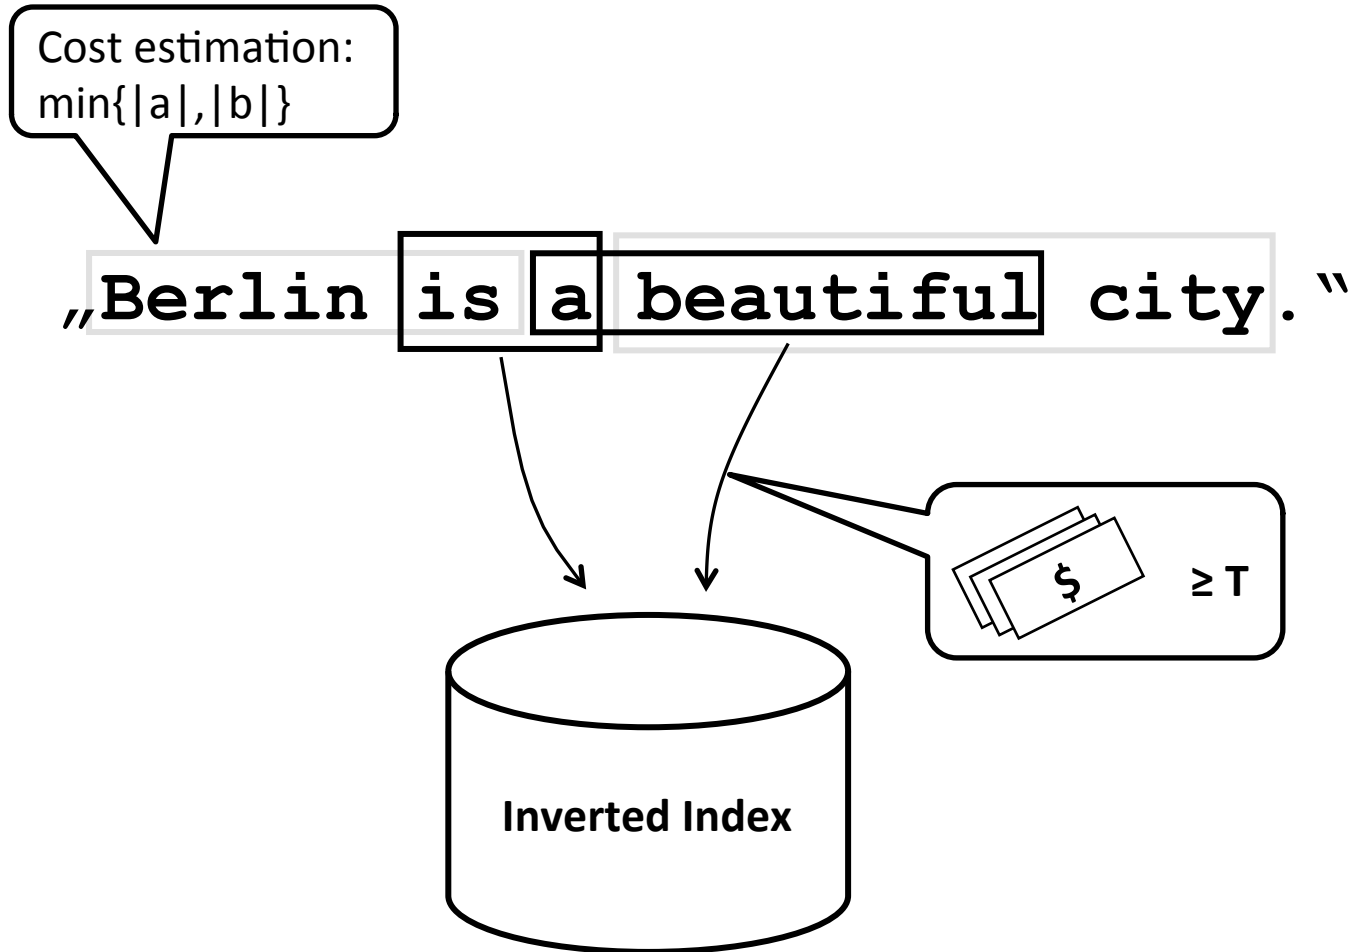 Cost estimation:
min{|a|,|b|}
„Berlin is a beautiful city.‟
$ ≥ T
Inverted Index